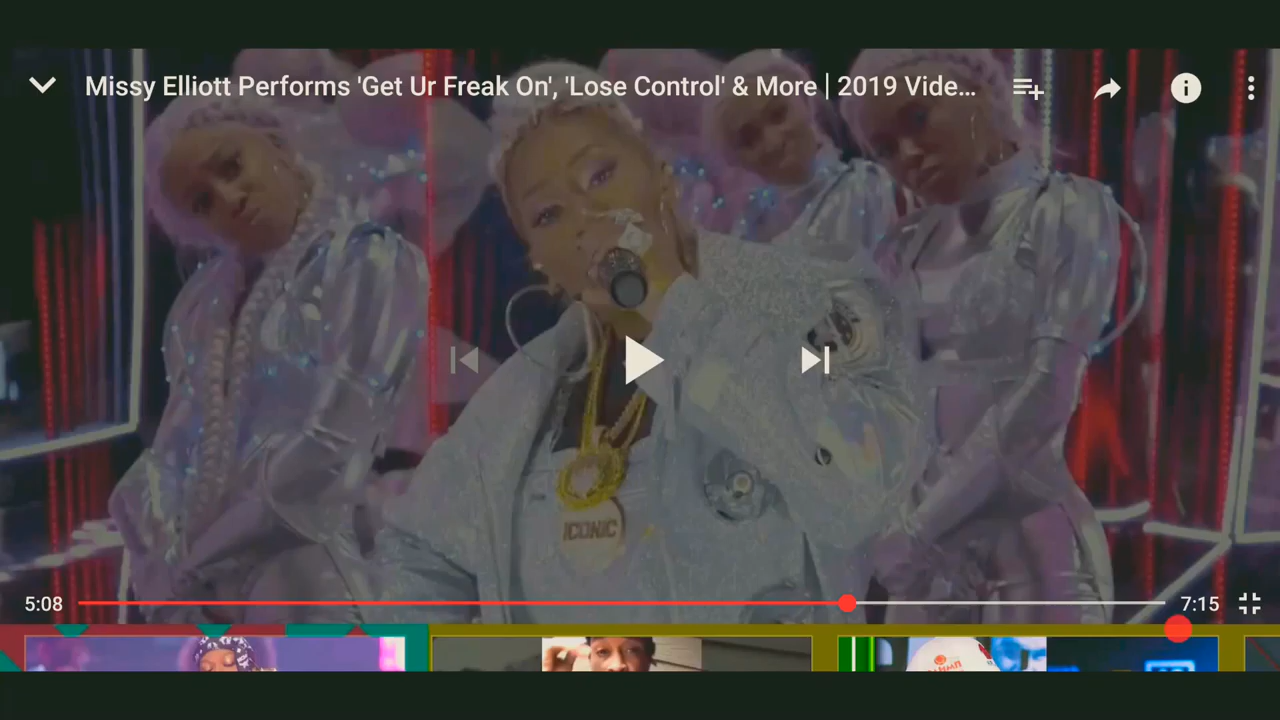 Missy Elliott Performs 'Get Ur Freak On', 'Lose Control' & More | 2019 Vide...
ICONIC
5:08
7:15